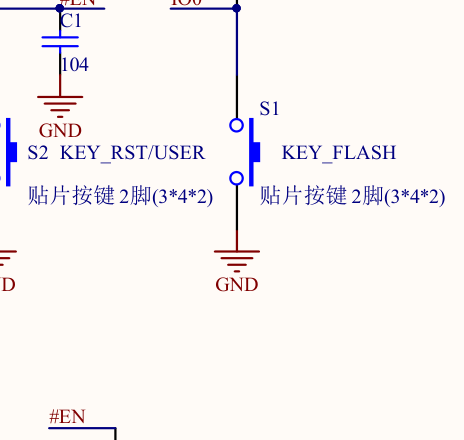 #EN
IO0
C1
104
GND
S1
S2 KEY_RST/USER
KEY_FLASH
贴片按键 2脚(3*4*2)
贴片按键 2脚(3*4*2)
D
GND
#EN